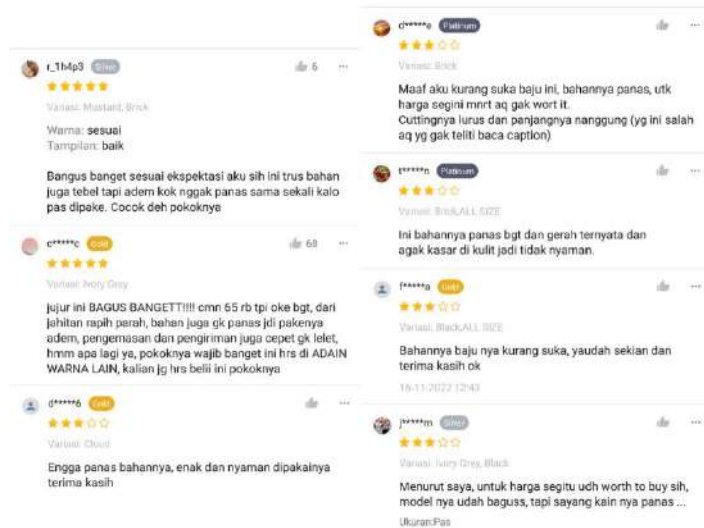 r_1h4p3 Silver
6
Variasi: Mustard, Brick
Warna: sesuai
Tampilan: baik
Bangus banget sesuai ekspektasi aku sih ini trus bahan
juga tebel tapi adem kok nggak panas sama sekali kalo
pas dipake. Cocok deh pokoknya
c*****c Gold
68
Variasi: Ivory Grey
jujur ini BAGUS BANGETT!!!! cmn 65 rb tpi oke bgt, dari
jahitan rapih parah, bahan juga gk panas jdi pakenya
adem, pengemasan dan pengiriman juga cepet gk lelet,
hmm apa lagi ya, pokoknya wajib banget ini hrs di ADAIN
WARNA LAIN, kalian jg hrs belii ini pokoknya
d*****6 Gold
Variasi: Cloud
Engga panas bahannya, enak dan nyaman dipakainya
terima kasih
d*****e Platinum
Variasi: Brick
Maaf aku kurang suka baju ini, bahannya panas, utk
harga segini mnrt aq gak wort it.
Cuttingnya lurus dan panjangnya nanggung (yg ini salah
aq yg gak teliti baca caption)
t*****n Platinum
Variasi: Brick,ALL SIZE
Ini bahannya panas bgt dan gerah ternyata dan
agak kasar di kulit jadi tidak nyaman.
f*****a Gold
Variasi: Black,ALL SIZE
Bahannya baju nya kurang suka, yaudah sekian dan
terima kasih ok
16-11-2022 12:43
j*****m Silver
Variasi: Ivory Grey, Black
Menurut saya, untuk harga segitu udh worth to buy sih,
model nya udah baguss, tapi sayang kain nya panas ...
Ukuran:Pas